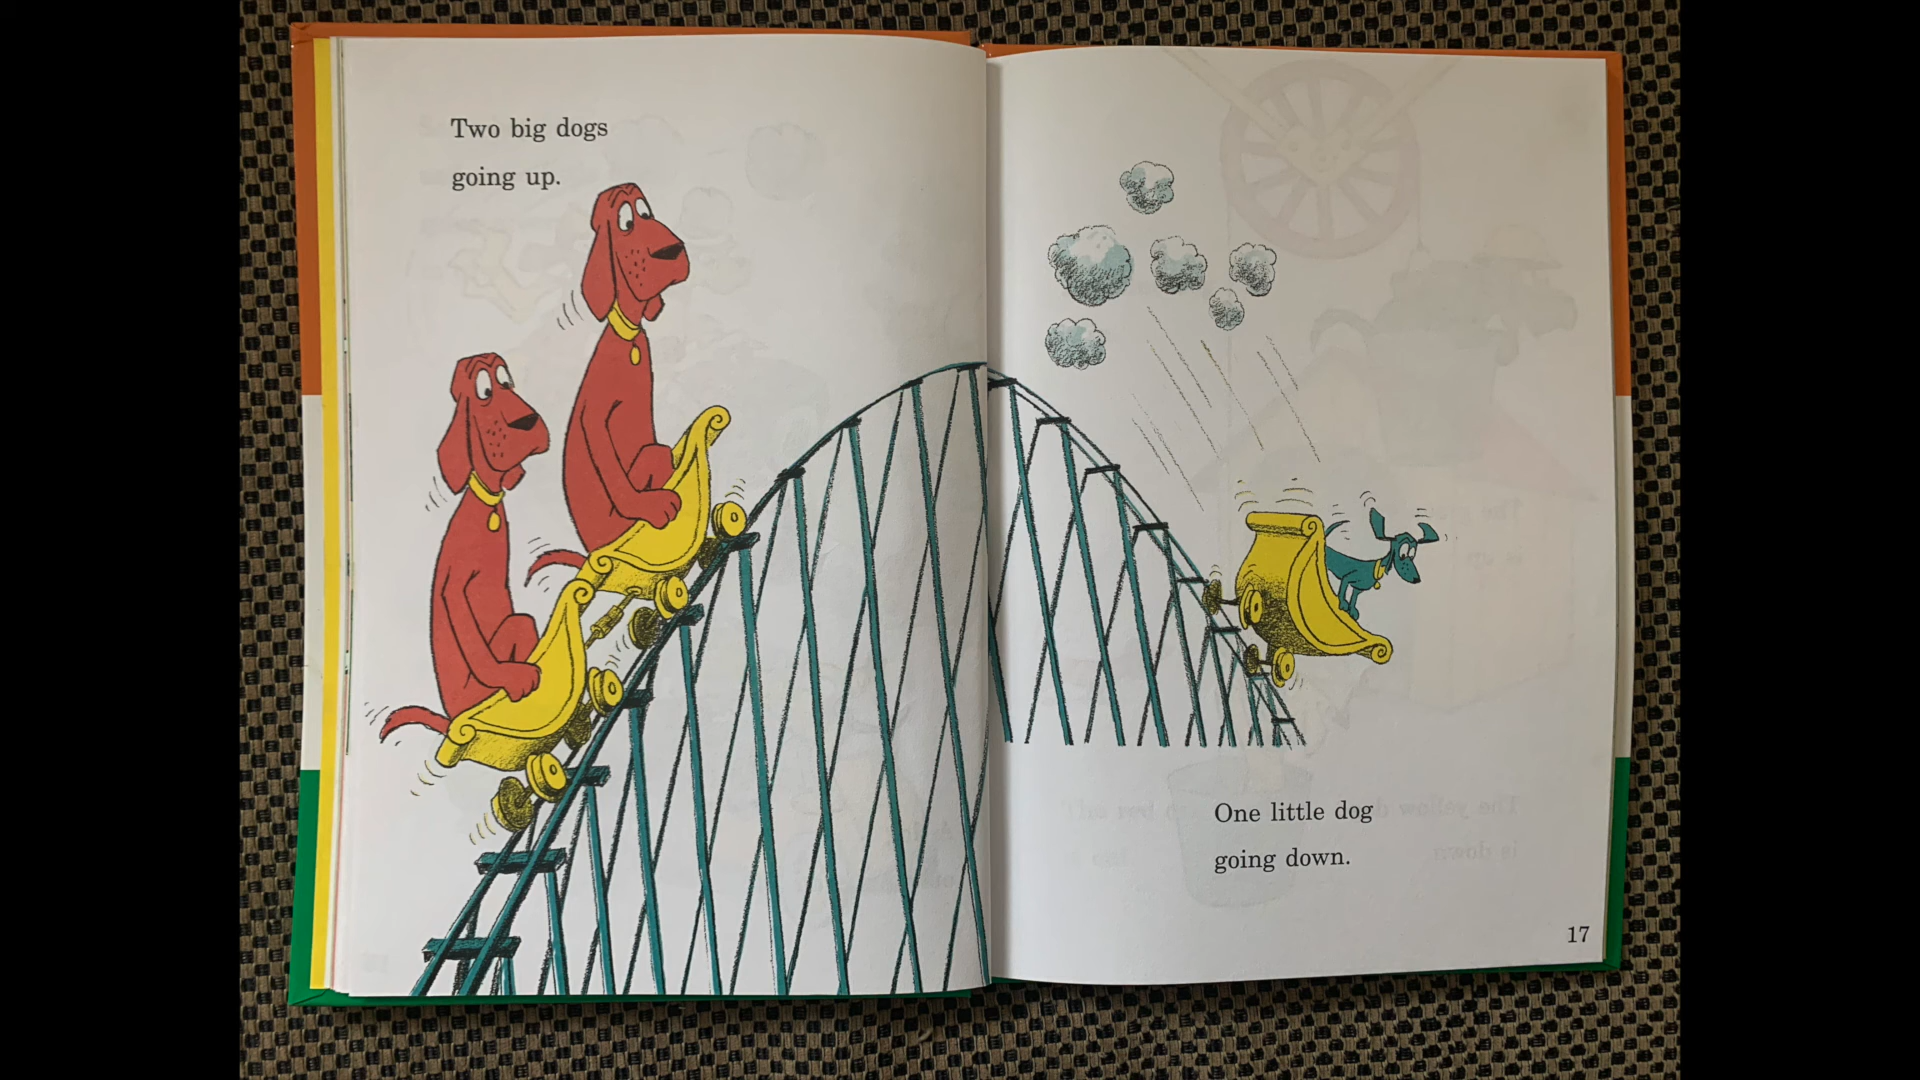 Two big dogs
going up.
One little dog
going down.
17